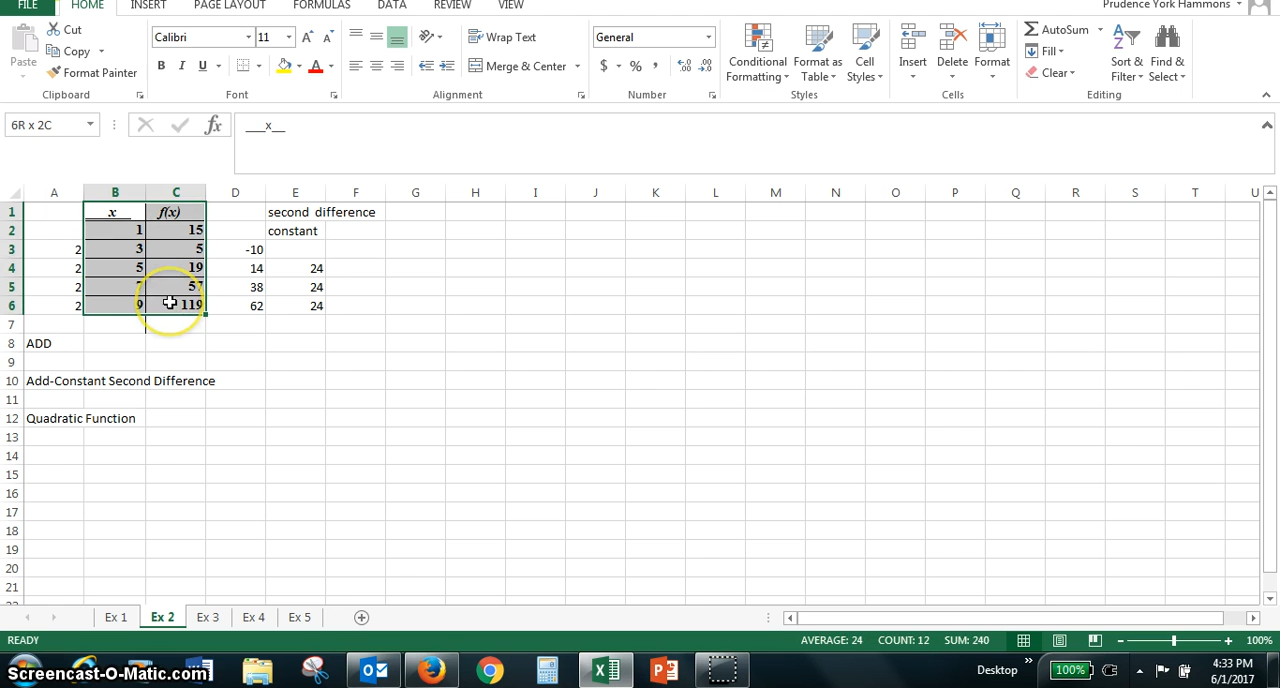 FILE HOME INSERT PAGE LAYOUT FORMULAS DATA REVIEW VIEW Prudence York Hammons
Paste Cut Copy Format Painter
Calibri 11 B I U A
Wrap Text Merge & Center
General $ % ,
Conditional Formatting Format as Table Cell Styles
Insert Delete Format
AutoSum Fill Clear Sort & Filter Find & Select
Clipboard Font Alignment Number Styles Cells Editing
6R x 2C fx ___x__
A B C D E F G H I J K L M N O P Q R S T U
1 x f(x) second difference
2 1 15 constant
3 2 3 5 -10
4 2 5 19 14 24
5 2 7 57 38 24
6 2 9 119 62 24
7
8 ADD
9
10 Add-Constant Second Difference
11
12 Quadratic Function
13
14
15
16
17
18
19
20
21
Ex 1 Ex 2 Ex 3 Ex 4 Ex 5
READY AVERAGE: 24 COUNT: 12 SUM: 240 100%
Screencast-O-Matic.com Desktop 100% 4:33 PM
6/1/2017